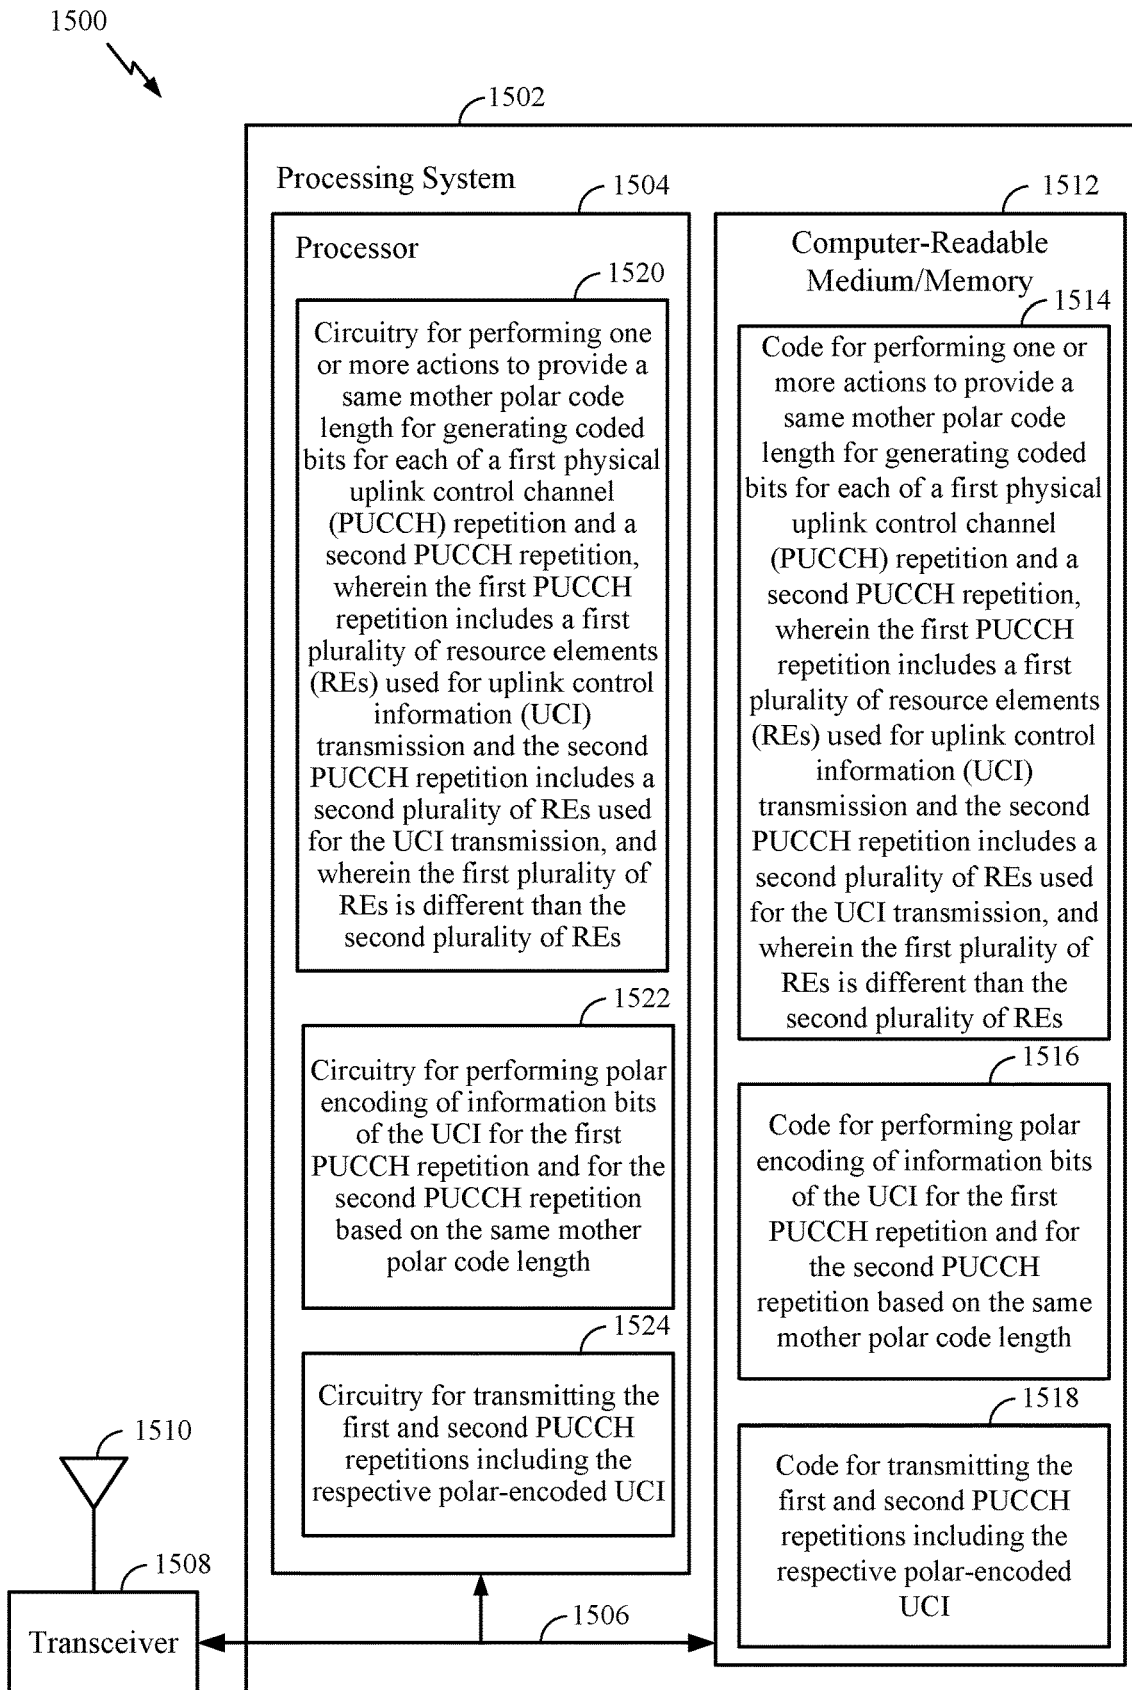 1500
1502
Processing System
1504
Processor
1520
Circuitry for performing one
or more actions to provide a
same mother polar code
length for generating coded
bits for each of a first physical
uplink control channel
(PUCCH) repetition and a
second PUCCH repetition,
wherein the first PUCCH
repetition includes a first
plurality of resource elements
(REs) used for uplink control
information (UCI)
transmission and the second
PUCCH repetition includes a
second plurality of REs used
for the UCI transmission, and
wherein the first plurality of
REs is different than the
second plurality of REs
1522
Circuitry for performing polar
encoding of information bits
of the UCI for the first
PUCCH repetition and for the
second PUCCH repetition
based on the same mother
polar code length
1524
Circuitry for transmitting the
first and second PUCCH
repetitions including the
respective polar-encoded UCI
1512
Computer-Readable
Medium/Memory
1514
Code for performing one or
more actions to provide a
same mother polar code
length for generating coded
bits for each of a first physical
uplink control channel
(PUCCH) repetition and a
second PUCCH repetition,
wherein the first PUCCH
repetition includes a first
plurality of resource elements
(REs) used for uplink control
information (UCI)
transmission and the second
PUCCH repetition includes a
second plurality of REs used
for the UCI transmission, and
wherein the first plurality of
REs is different than the
second plurality of REs
1516
Code for performing polar
encoding of information bits
of the UCI for the first
PUCCH repetition and for
the second PUCCH
repetition based on the same
mother polar code length
1518
Code for transmitting the
first and second PUCCH
repetitions including the
respective polar-encoded
UCI
1510
1508
Transceiver
1506